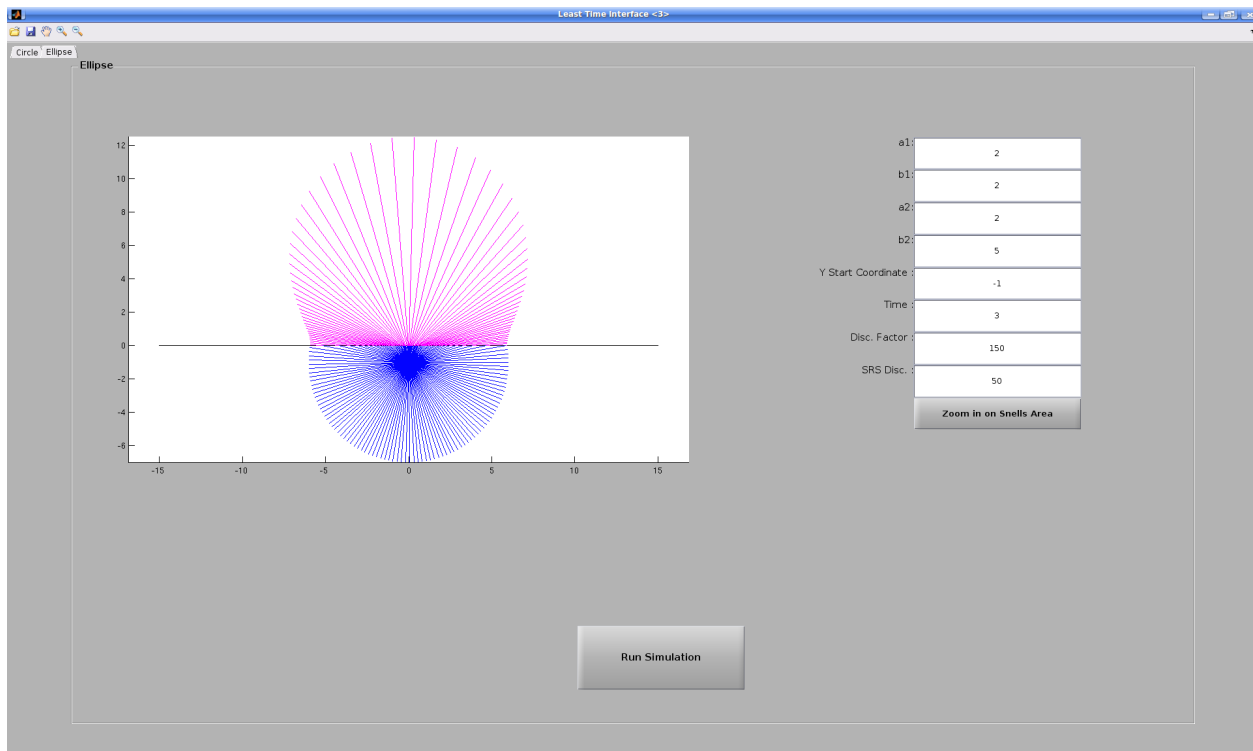 Least Time Interface <3>
Circle Ellipse
Ellipse
12
10
8
6
4
2
0
-2
-4
-6
-15 -10 -5 0 5 10 15
a1: 2
b1: 2
a2: 2
b2: 5
Y Start Coordinate : -1
Time : 3
Disc. Factor : 150
SRS Disc. : 50
Zoom in on Snells Area
Run Simulation